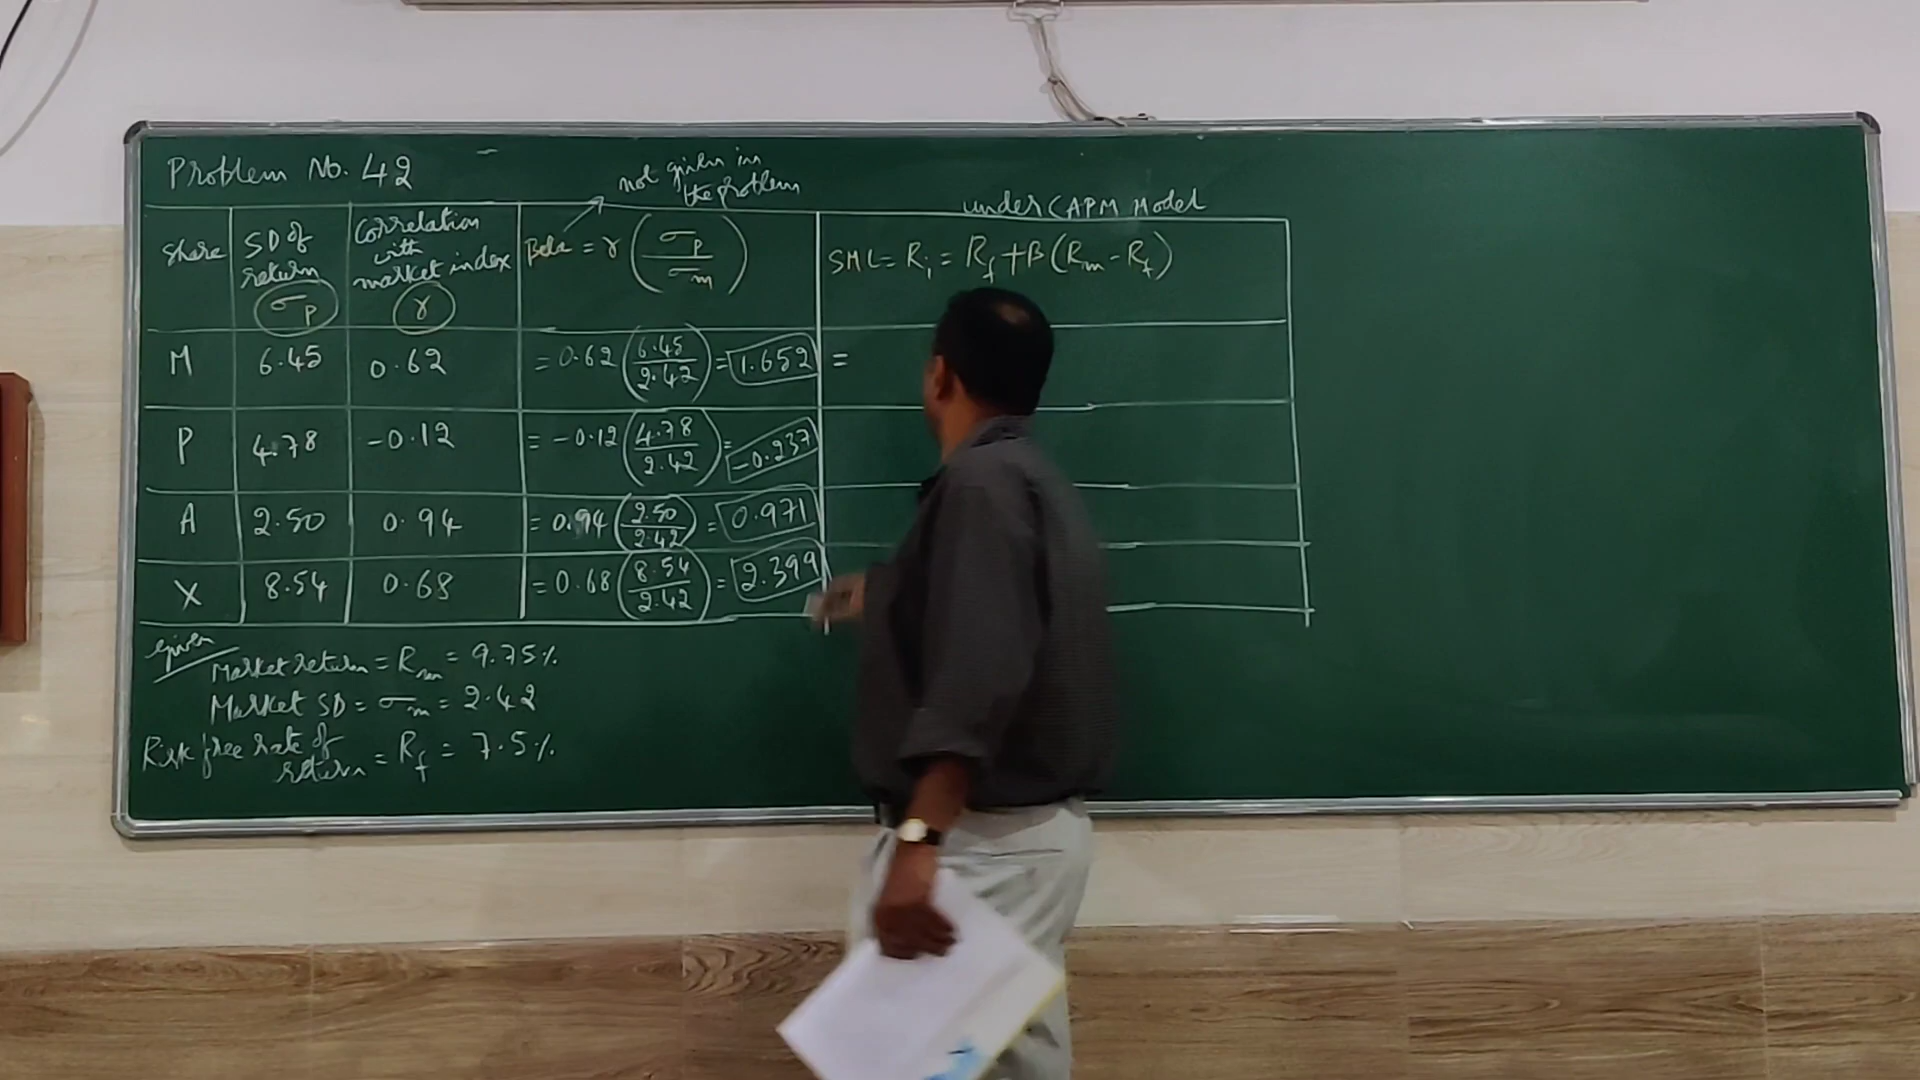 Problem No. 42
not given in
the problem
under CAPM Model
Share
SD of
return
σp
Correlation
with
market index
r
Beta = r (σp / σm)
SML = Ri = Rf + B (Rm - Rf)
M 6.45 0.62 = 0.62 (6.45 / 2.42) = 1.652 =
P 4.78 -0.12 = -0.12 (4.78 / 2.42) = -0.237
A 2.50 0.94 = 0.94 (2.50 / 2.42) = 0.971
X 8.54 0.68 = 0.68 (8.54 / 2.42) = 2.399
given
Market return = Rm = 9.75%
Market SD = σm = 2.42
Risk free rate of
return = Rf = 7.5%